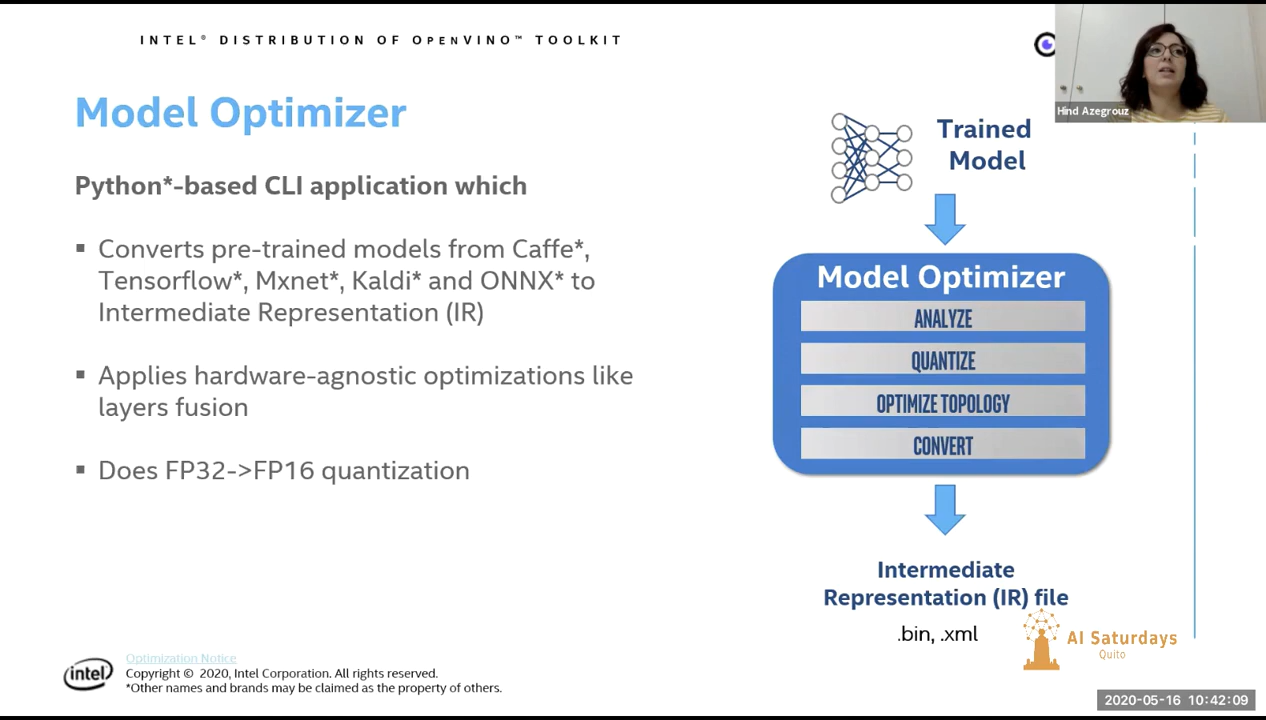 INTEL® DISTRIBUTION OF OPENVINO™ TOOLKIT
Hind Azegrouz
Model Optimizer
Python*-based CLI application which
▪ Converts pre-trained models from Caffe*,
Tensorflow*, Mxnet*, Kaldi* and ONNX* to
Intermediate Representation (IR)
▪ Applies hardware-agnostic optimizations like
layers fusion
▪ Does FP32->FP16 quantization
Trained
Model
Model Optimizer
ANALYZE
QUANTIZE
OPTIMIZE TOPOLOGY
CONVERT
Intermediate
Representation (IR) file
.bin, .xml
AI Saturdays
Quito
intel
Optimization Notice
Copyright © 2020, Intel Corporation. All rights reserved.
*Other names and brands may be claimed as the property of others.
2020-05-16 10:42:09